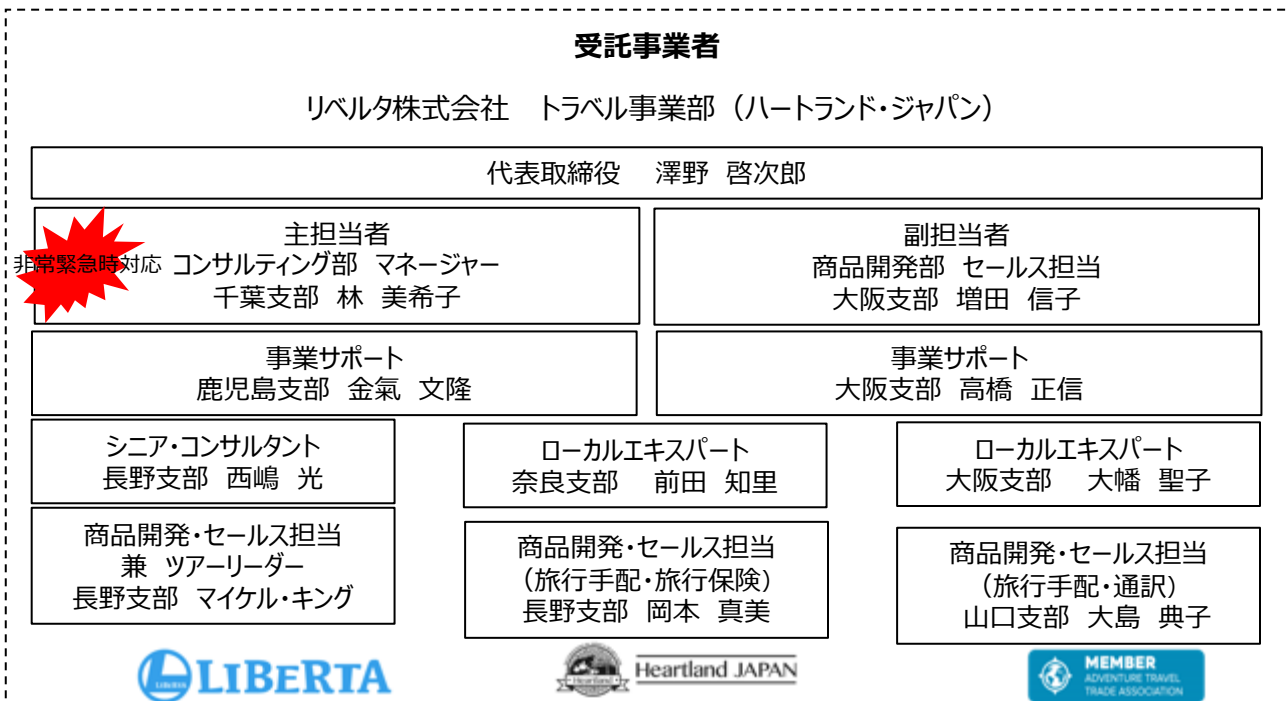 受託事業者
リベルタ株式会社 トラベル事業部（ハートランド・ジャパン）
代表取締役 澤野 啓次郎
主担当者
非常緊急時対応
コンサルティング部 マネージャー
千葉支部 林 美希子
副担当者
商品開発部 セールス担当
大阪支部 増田 信子
事業サポート
鹿児島支部 金氣 文隆
事業サポート
大阪支部 高橋 正信
シニア・コンサルタント
長野支部 西嶋 光
ローカルエキスパート
奈良支部 前田 知里
ローカルエキスパート
大阪支部 大幡 聖子
商品開発・セールス担当
兼 ツアーリーダー
長野支部 マイケル・キング
商品開発・セールス担当
（旅行手配・旅行保険）
長野支部 岡本 真美
商品開発・セールス担当
（旅行手配・通訳）
山口支部 大島 典子
LIBERTA
Heartland JAPAN
MEMBER
ADVENTURE TRAVEL
TRADE ASSOCIATION